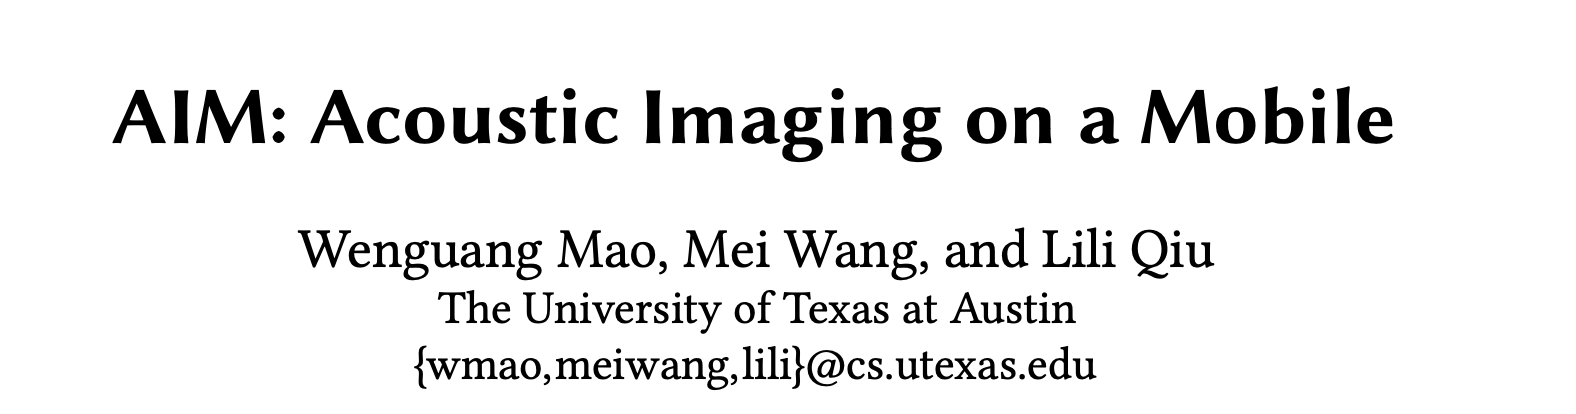 AIM: Acoustic Imaging on a Mobile
Wenguang Mao, Mei Wang, and Lili Qiu
The University of Texas at Austin
{wmao,meiwang,lili}@cs.utexas.edu